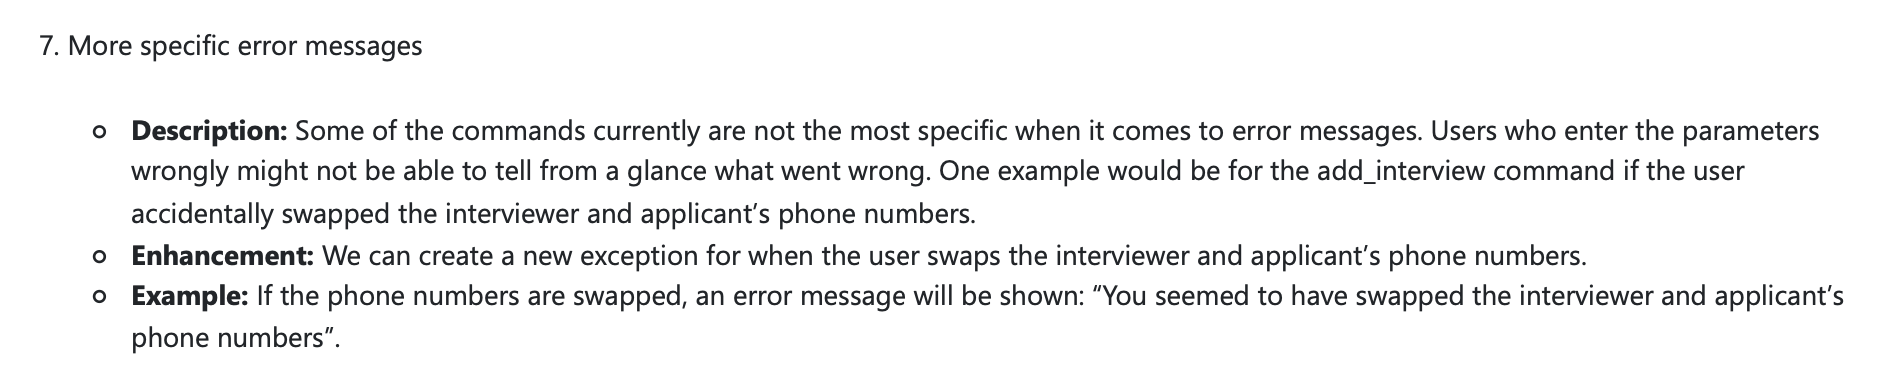 7. More specific error messages
Description: Some of the commands currently are not the most specific when it comes to error messages. Users who enter the parameters
wrongly might not be able to tell from a glance what went wrong. One example would be for the add_interview command if the user
accidentally swapped the interviewer and applicant’s phone numbers.
Enhancement: We can create a new exception for when the user swaps the interviewer and applicant’s phone numbers.
Example: If the phone numbers are swapped, an error message will be shown: “You seemed to have swapped the interviewer and applicant’s
phone numbers”.